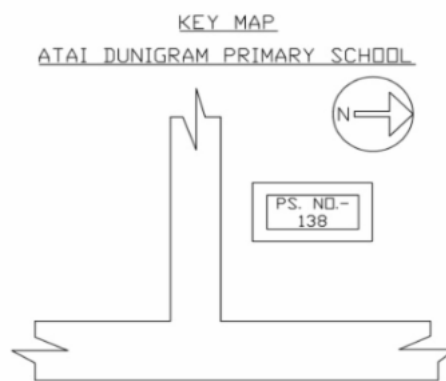 KEY MAP
ATAI DUNIGRAM PRIMARY SCHOOL
N
PS. NO.-
138